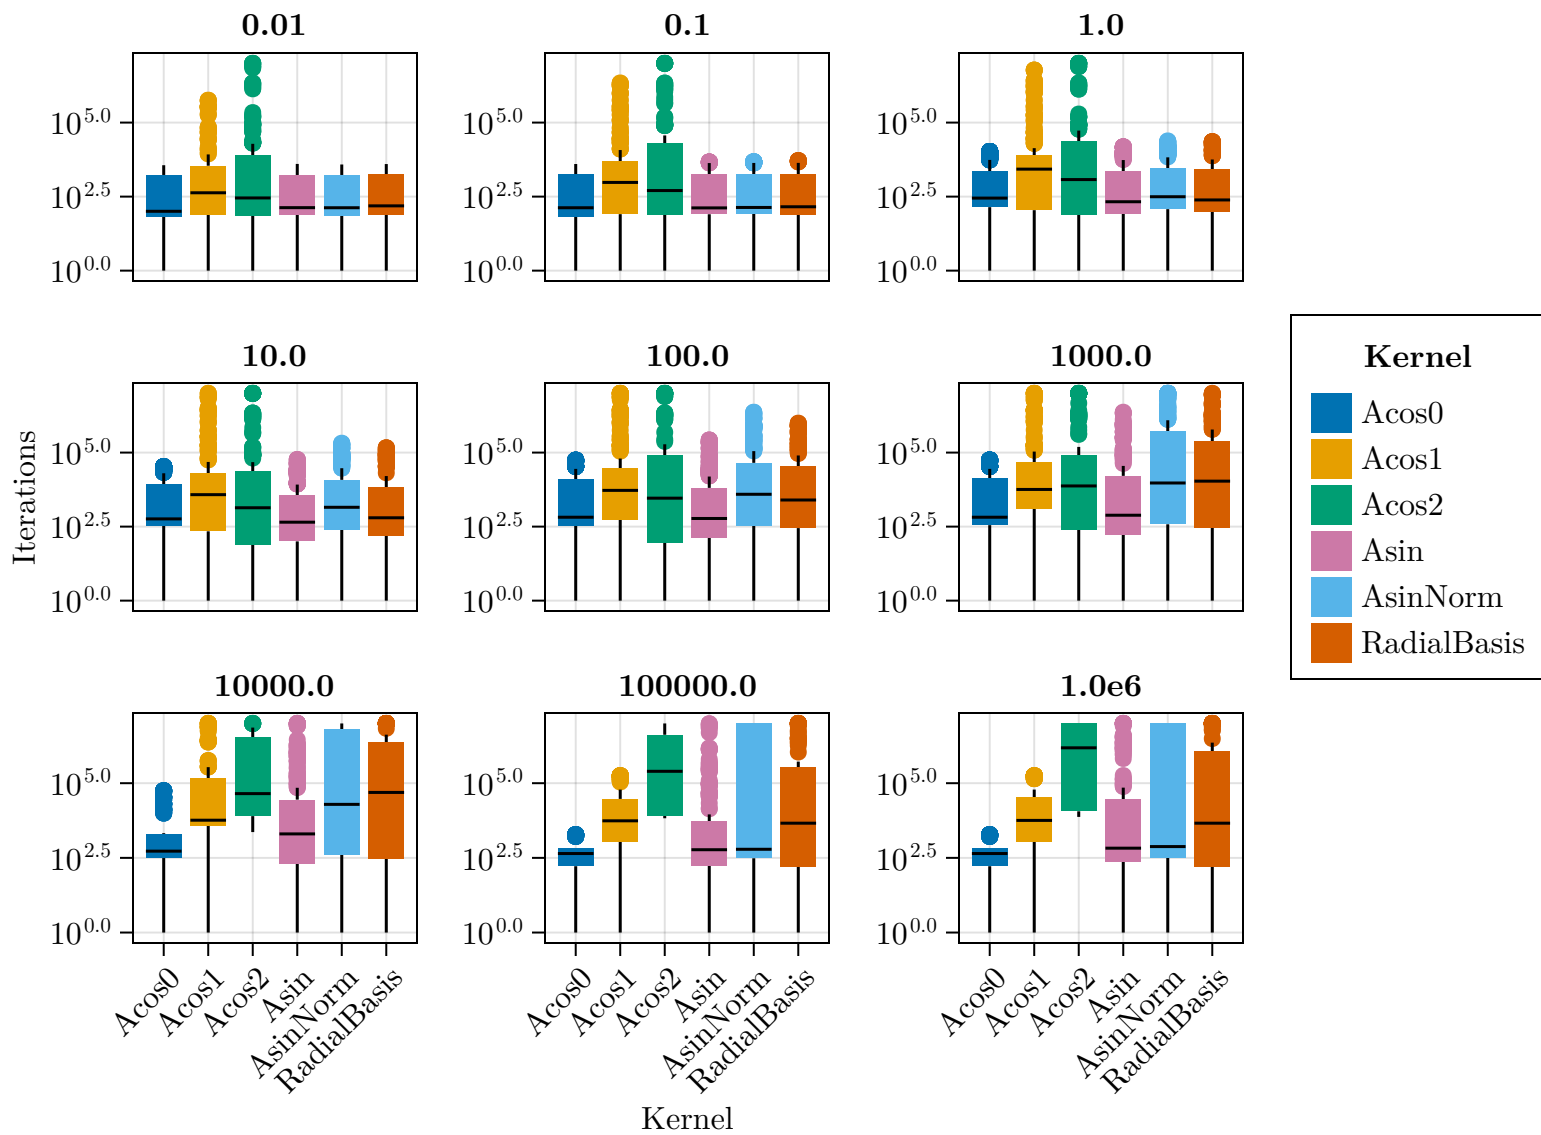 0.01
0.1
1.0
10^5.0
10^2.5
10^0.0
10^5.0
10^2.5
10^0.0
10^5.0
10^2.5
10^0.0
10.0
100.0
1000.0
Iterations
10^5.0
10^2.5
10^0.0
10^5.0
10^2.5
10^0.0
10^5.0
10^2.5
10^0.0
Kernel
Acos0
Acos1
Acos2
Asin
AsinNorm
RadialBasis
10000.0
100000.0
1.0e6
10^5.0
10^2.5
10^0.0
10^5.0
10^2.5
10^0.0
10^5.0
10^2.5
10^0.0
Acos0
Acos1
Acos2
Asin
AsinNorm
RadialBasis
Acos0
Acos1
Acos2
Asin
AsinNorm
RadialBasis
Acos0
Acos1
Acos2
Asin
AsinNorm
RadialBasis
Kernel